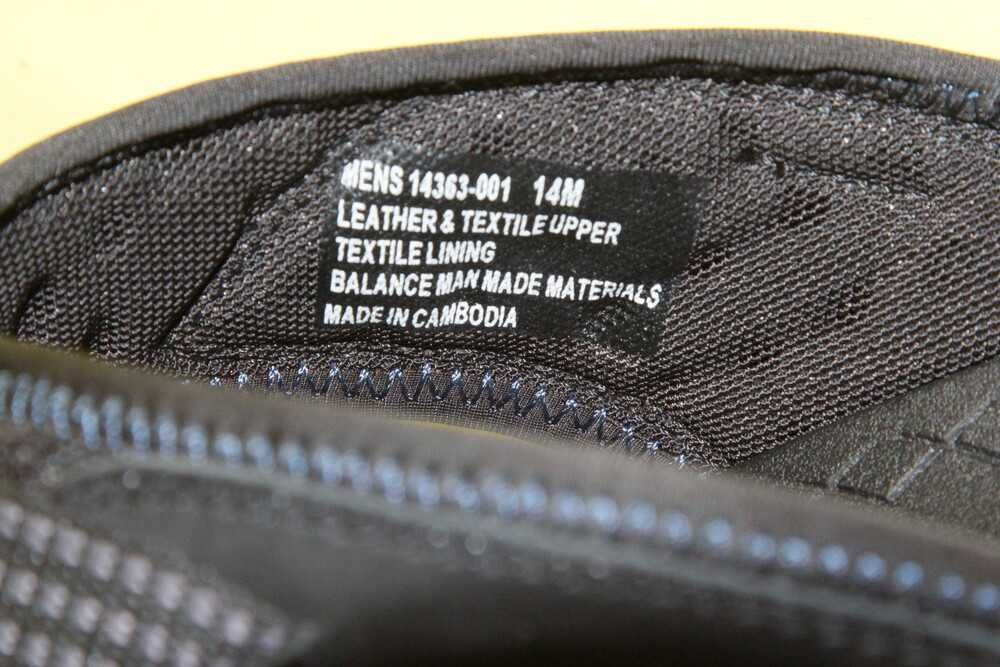 MENS 14363-001 14M
LEATHER & TEXTILE UPPER
TEXTILE LINING
BALANCE MAN MADE MATERIALS
MADE IN CAMBODIA